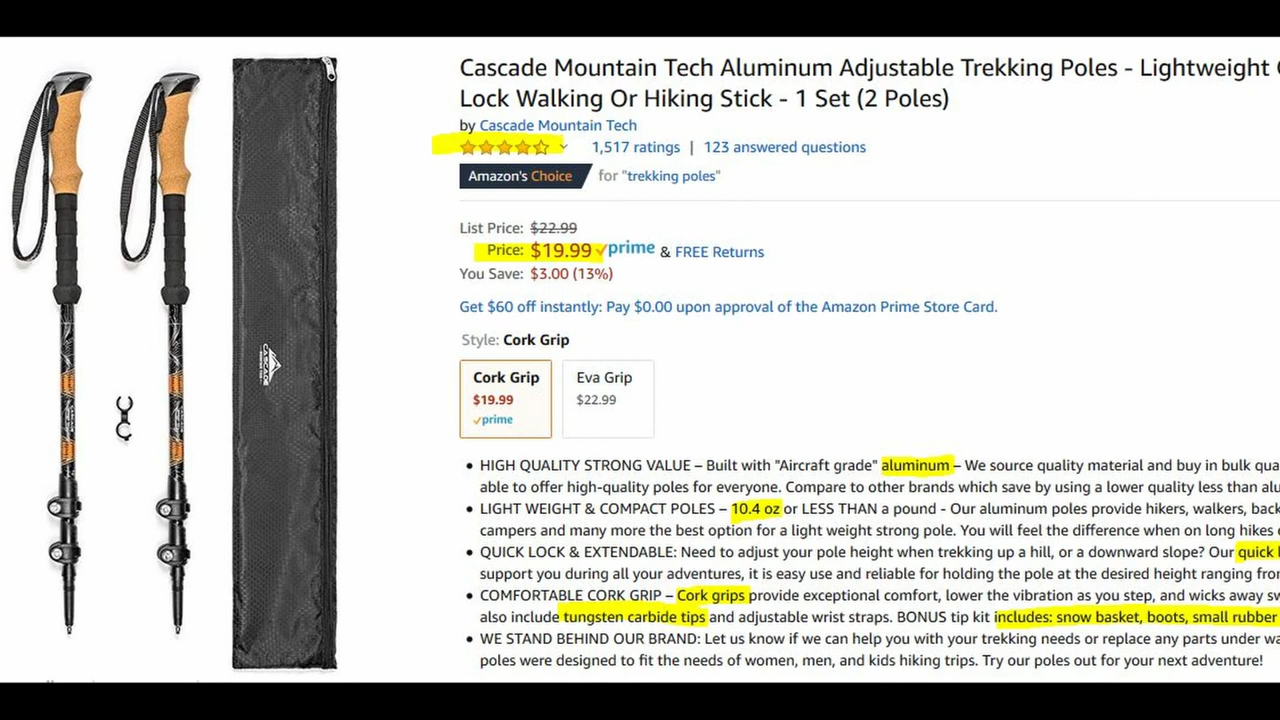 Cascade Mountain Tech Aluminum Adjustable Trekking Poles - Lightweight
Lock Walking Or Hiking Stick - 1 Set (2 Poles)
by Cascade Mountain Tech
1,517 ratings | 123 answered questions
Amazon's Choice for "trekking poles"
List Price: $22.99
Price: $19.99 prime & FREE Returns
You Save: $3.00 (13%)
Get $60 off instantly: Pay $0.00 upon approval of the Amazon Prime Store Card.
Style: Cork Grip
Cork Grip Eva Grip
$19.99 $22.99
prime
CASCADE
• HIGH QUALITY STRONG VALUE – Built with "Aircraft grade" aluminum – We source quality material and buy in bulk
able to offer high-quality poles for everyone. Compare to other brands which save by using a lower quality less than
• LIGHT WEIGHT & COMPACT POLES – 10.4 oz or LESS THAN a pound - Our aluminum poles provide hikers, walkers,
campers and many more the best option for a light weight strong pole. You will feel the difference when on long hikes
• QUICK LOCK & EXTENDABLE: Need to adjust your pole height when trekking up a hill, or a downward slope? Our quick
support you during all your adventures, it is easy use and reliable for holding the pole at the desired height ranging
• COMFORTABLE CORK GRIP – Cork grips provide exceptional comfort, lower the vibration as you step, and wicks away
also include tungsten carbide tips and adjustable wrist straps. BONUS tip kit includes: snow basket, boots, small rubber
• WE STAND BEHIND OUR BRAND: Let us know if we can help you with your trekking needs or replace any parts under
poles were designed to fit the needs of women, men, and kids hiking trips. Try our poles out for your next adventure!